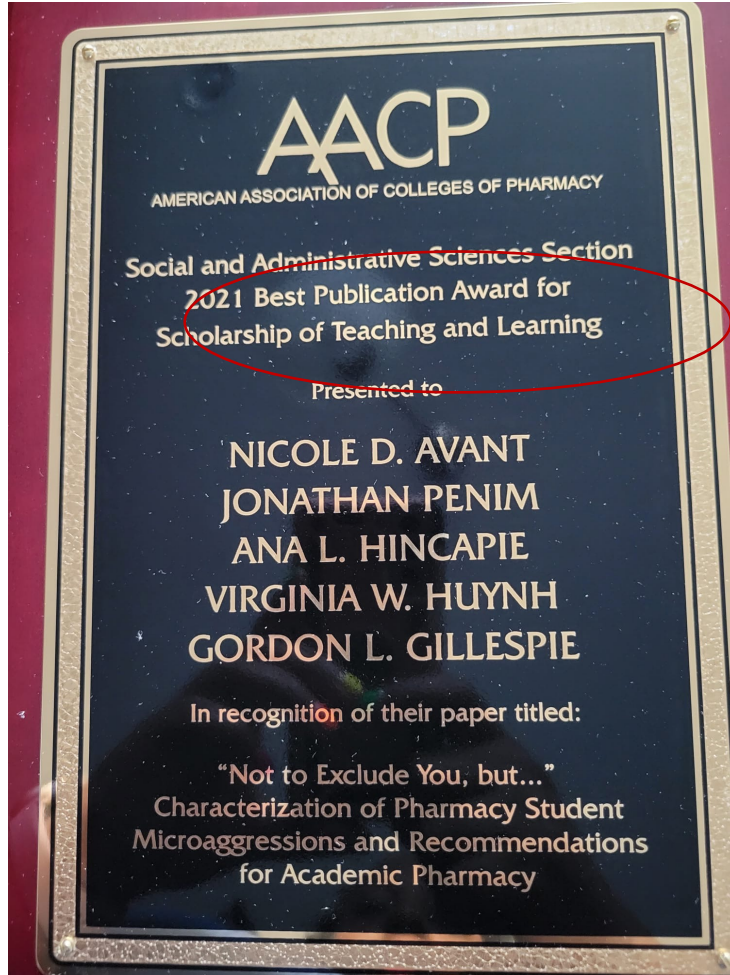 AACP
AMERICAN ASSOCIATION OF COLLEGES OF PHARMACY
Social and Administrative Sciences Section
2021 Best Publication Award for
Scholarship of Teaching and Learning
Presented to
NICOLE D. AVANT
JONATHAN PENIM
ANA L. HINCAPIE
VIRGINIA W. HUYNH
GORDON L. GILLESPIE
In recognition of their paper titled:
“Not to Exclude You, but...”
Characterization of Pharmacy Student
Microaggressions and Recommendations
for Academic Pharmacy